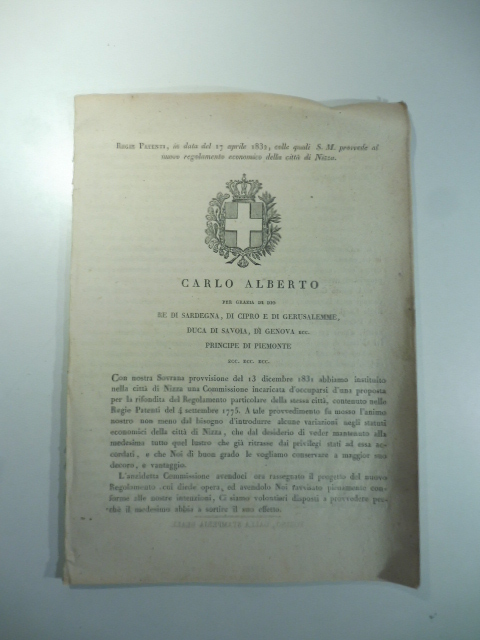 REGIE PATENTI, in data del 17 aprile 1832, colle quali S. M. provvede al
nuovo regolamento economico della città di Nizza.
CARLO ALBERTO
PER GRAZIA DI DIO
RE DI SARDEGNA, DI CIPRO E DI GERUSALEMME,
DUCA DI SAVOIA, DI GENOVA ECC.
PRINCIPE DI PIEMONTE
ECC. ECC. ECC.
Con nostra Sovrana provvisione del 13 dicembre 1831 abbiamo instituito
nella città di Nizza una Commissione incaricata d'occuparsi d'una proposta
per la rifondita del Regolamento particolare della stessa città, contenuto nelle
Regie Patenti del 4 settembre 1775. A tale provvedimento fu mosso l'animo
nostro non meno dal bisogno d'introdurre alcune variazioni negli statuti
economici della città di Nizza, che dal desiderio di veder mantenuto alla
medesima tutto quel lustro che già ritrasse dai privilegi stati ad essa ac-
cordati, e che Noi di buon grado le vogliamo conservare a maggior suo
decoro, e vantaggio.
L'anzidetta Commissione avendoci ora rassegnato il progetto del nuovo
Regolamento cui diede opera, ed avendolo Noi ravvisato pienamente con-
forme alle nostre intenzioni, Ci siamo volentieri disposti a provvedere per-
chè il medesimo abbia a sortire il suo effetto.